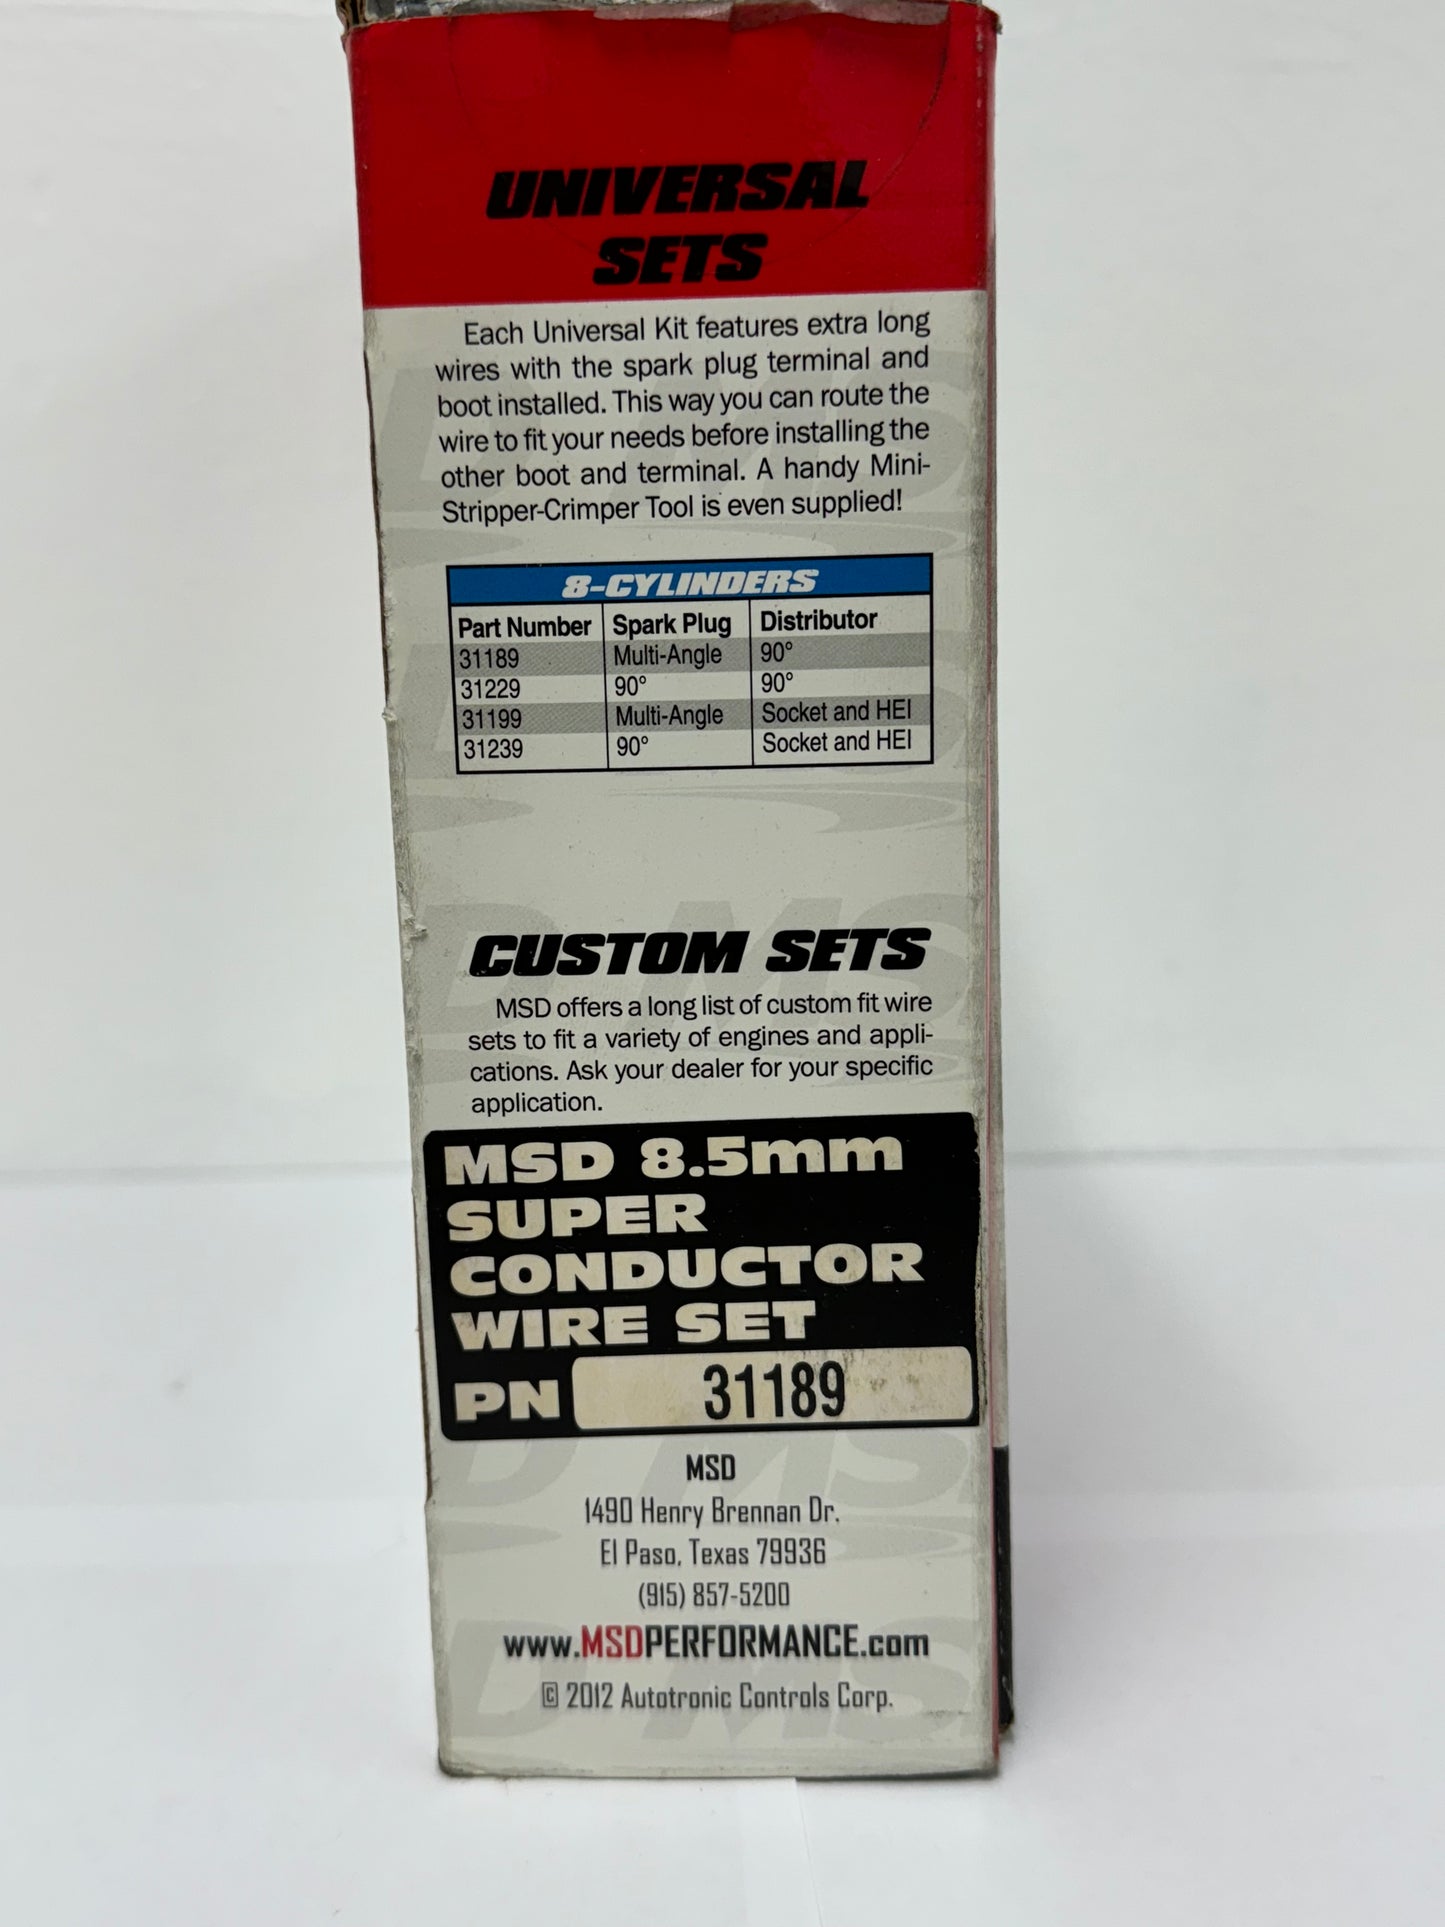 UNIVERSAL
SETS
Each Universal Kit features extra long
wires with the spark plug terminal and
boot installed. This way you can route the
wire to fit your needs before installing the
other boot and terminal. A handy Mini-
Stripper-Crimper Tool is even supplied!
8-CYLINDERS
Part Number Spark Plug Distributor
31189 Multi-Angle 90°
31229 90° 90°
31199 Multi-Angle Socket and HEI
31239 90° Socket and HEI
CUSTOM SETS
MSD offers a long list of custom fit wire
sets to fit a variety of engines and appli-
cations. Ask your dealer for your specific
application.
MSD 8.5mm
SUPER
CONDUCTOR
WIRE SET
PN 31189
MSD
1490 Henry Brennan Dr.
El Paso, Texas 79936
(915) 857-5200
www.MSDPERFORMANCE.com
© 2012 Autotronic Controls Corp.